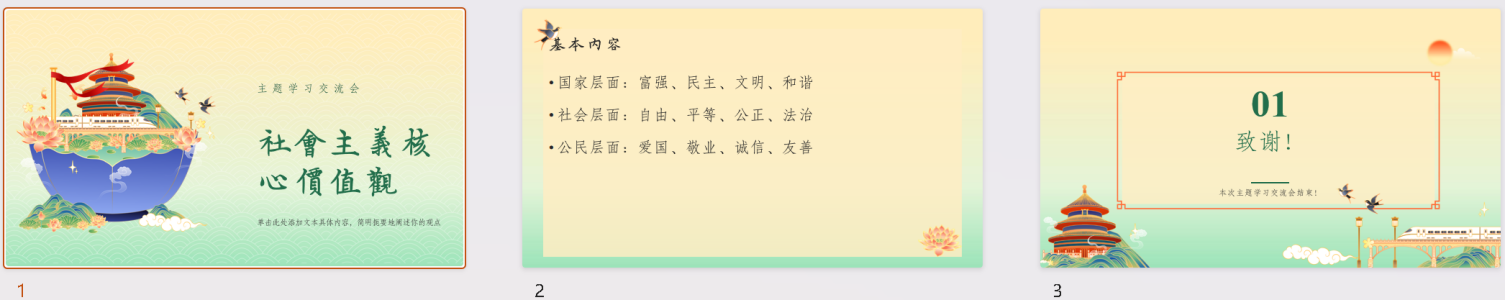 主题学习交流会
社會主義核
心價值觀
单击此处添加文本具体内容，简明扼要地阐述你的观点
1
基本内容
•国家层面：富强、民主、文明、和谐
•社会层面：自由、平等、公正、法治
•公民层面：爱国、敬业、诚信、友善
2
01
致谢！
本次主题学习交流会结束！
3